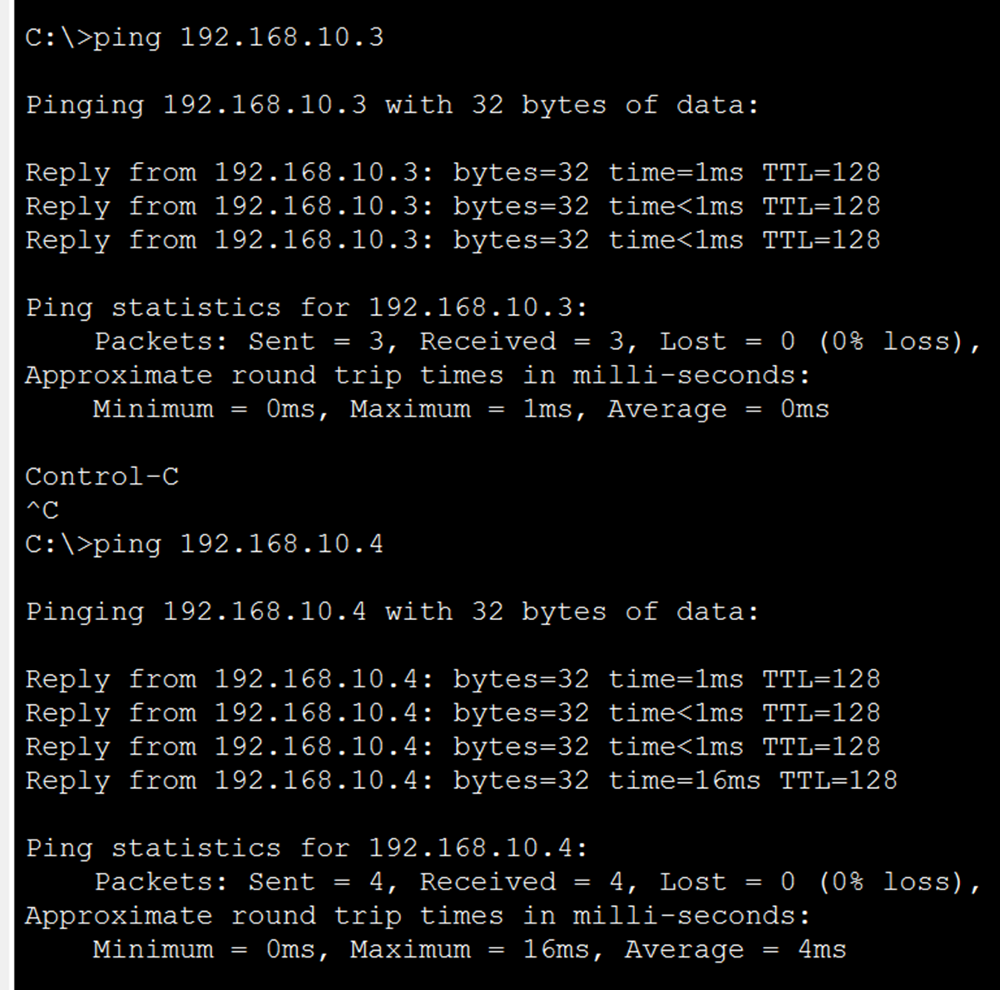 C:\>ping 192.168.10.3
Pinging 192.168.10.3 with 32 bytes of data:
Reply from 192.168.10.3: bytes=32 time=1ms TTL=128
Reply from 192.168.10.3: bytes=32 time<1ms TTL=128
Reply from 192.168.10.3: bytes=32 time<1ms TTL=128
Ping statistics for 192.168.10.3:
    Packets: Sent = 3, Received = 3, Lost = 0 (0% loss),
Approximate round trip times in milli-seconds:
    Minimum = 0ms, Maximum = 1ms, Average = 0ms
Control-C
^C
C:\>ping 192.168.10.4
Pinging 192.168.10.4 with 32 bytes of data:
Reply from 192.168.10.4: bytes=32 time=1ms TTL=128
Reply from 192.168.10.4: bytes=32 time<1ms TTL=128
Reply from 192.168.10.4: bytes=32 time<1ms TTL=128
Reply from 192.168.10.4: bytes=32 time=16ms TTL=128
Ping statistics for 192.168.10.4:
    Packets: Sent = 4, Received = 4, Lost = 0 (0% loss),
Approximate round trip times in milli-seconds:
    Minimum = 0ms, Maximum = 16ms, Average = 4ms